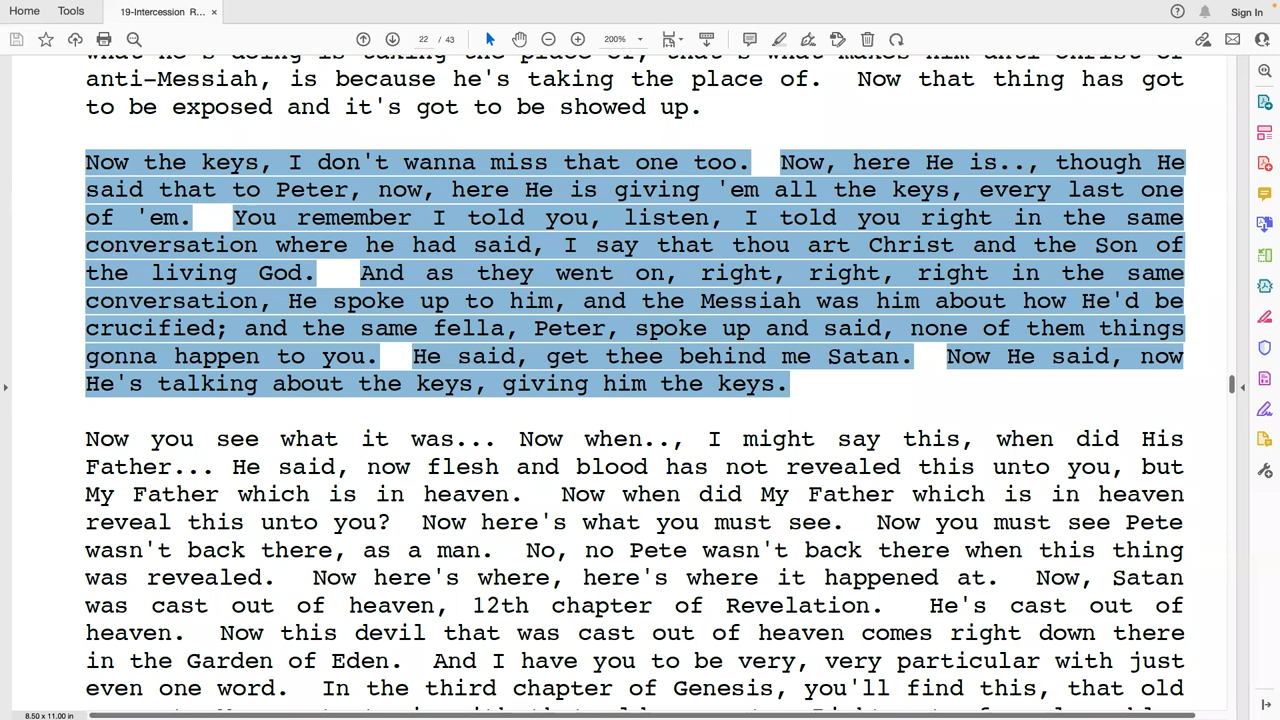 Home Tools 19-Intercession R... × Sign In
22 / 43 200%
anti-Messiah, is because he's taking the place of. Now that thing has got
to be exposed and it's got to be showed up.
Now the keys, I don't wanna miss that one too. Now, here He is.., though He
said that to Peter, now, here He is giving 'em all the keys, every last one
of 'em. You remember I told you, listen, I told you right in the same
conversation where he had said, I say that thou art Christ and the Son of
the living God. And as they went on, right, right, right in the same
conversation, He spoke up to him, and the Messiah was him about how He'd be
crucified; and the same fella, Peter, spoke up and said, none of them things
gonna happen to you. He said, get thee behind me Satan. Now He said, now
He's talking about the keys, giving him the keys.
Now you see what it was... Now when.., I might say this, when did His
Father... He said, now flesh and blood has not revealed this unto you, but
My Father which is in heaven. Now when did My Father which is in heaven
reveal this unto you? Now here's what you must see. Now you must see Pete
wasn't back there, as a man. No, no Pete wasn't back there when this thing
was revealed. Now here's where, here's where it happened at. Now, Satan
was cast out of heaven, 12th chapter of Revelation. He's cast out of
heaven. Now this devil that was cast out of heaven comes right down there
in the Garden of Eden. And I have you to be very, very particular with just
even one word. In the third chapter of Genesis, you'll find this, that old
8.50 x 11.00 in